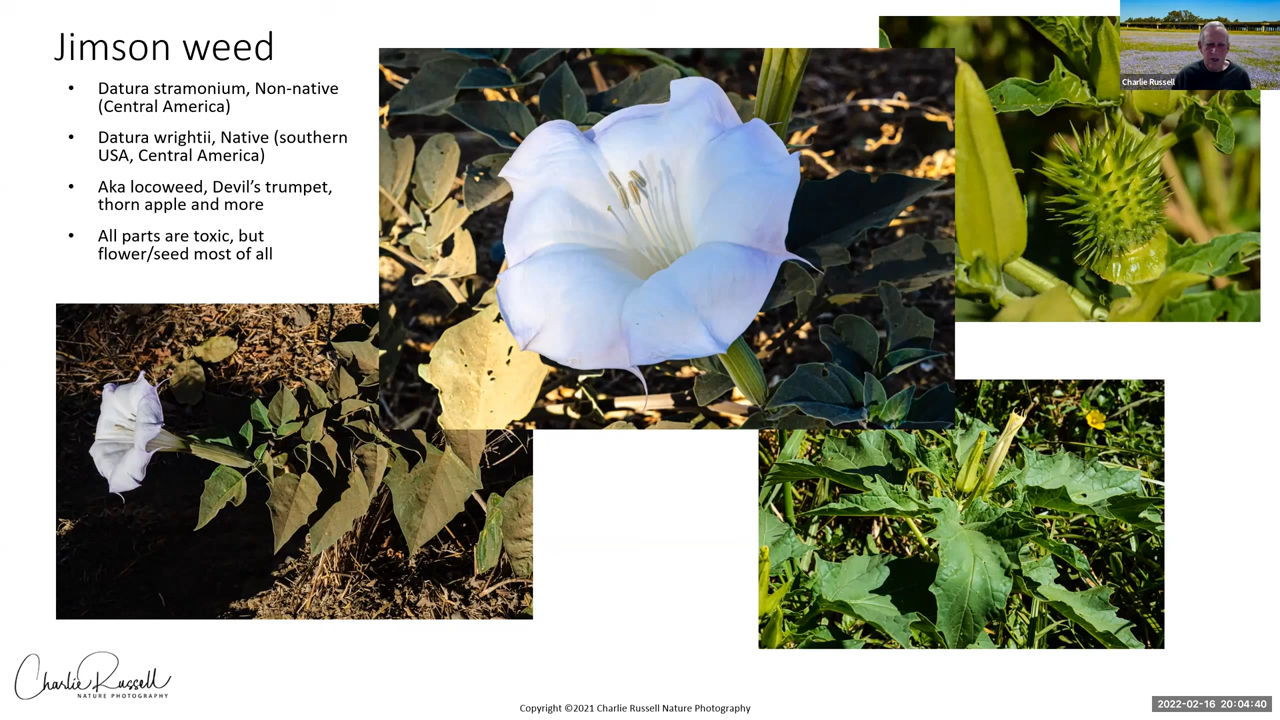 Jimson weed
• Datura stramonium, Non-native
(Central America)
• Datura wrightii, Native (southern
USA, Central America)
• Aka locoweed, Devil’s trumpet,
thorn apple and more
• All parts are toxic, but
flower/seed most of all
Charlie Russell
Charlie Russell
NATURE PHOTOGRAPHY
Copyright ©2021 Charlie Russell Nature Photography
2022-02-16 20:04:40